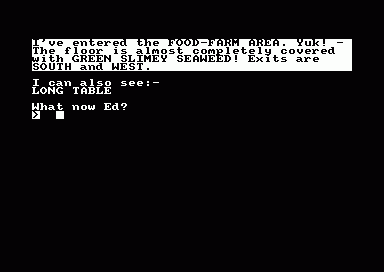 I've entered the FOOD-FARM AREA. Yuk! -
The floor is almost completely covered
with GREEN SLIMEY SEAWEED! Exits are
SOUTH and WEST.
I can also see:-
LONG TABLE
What now Ed?
>